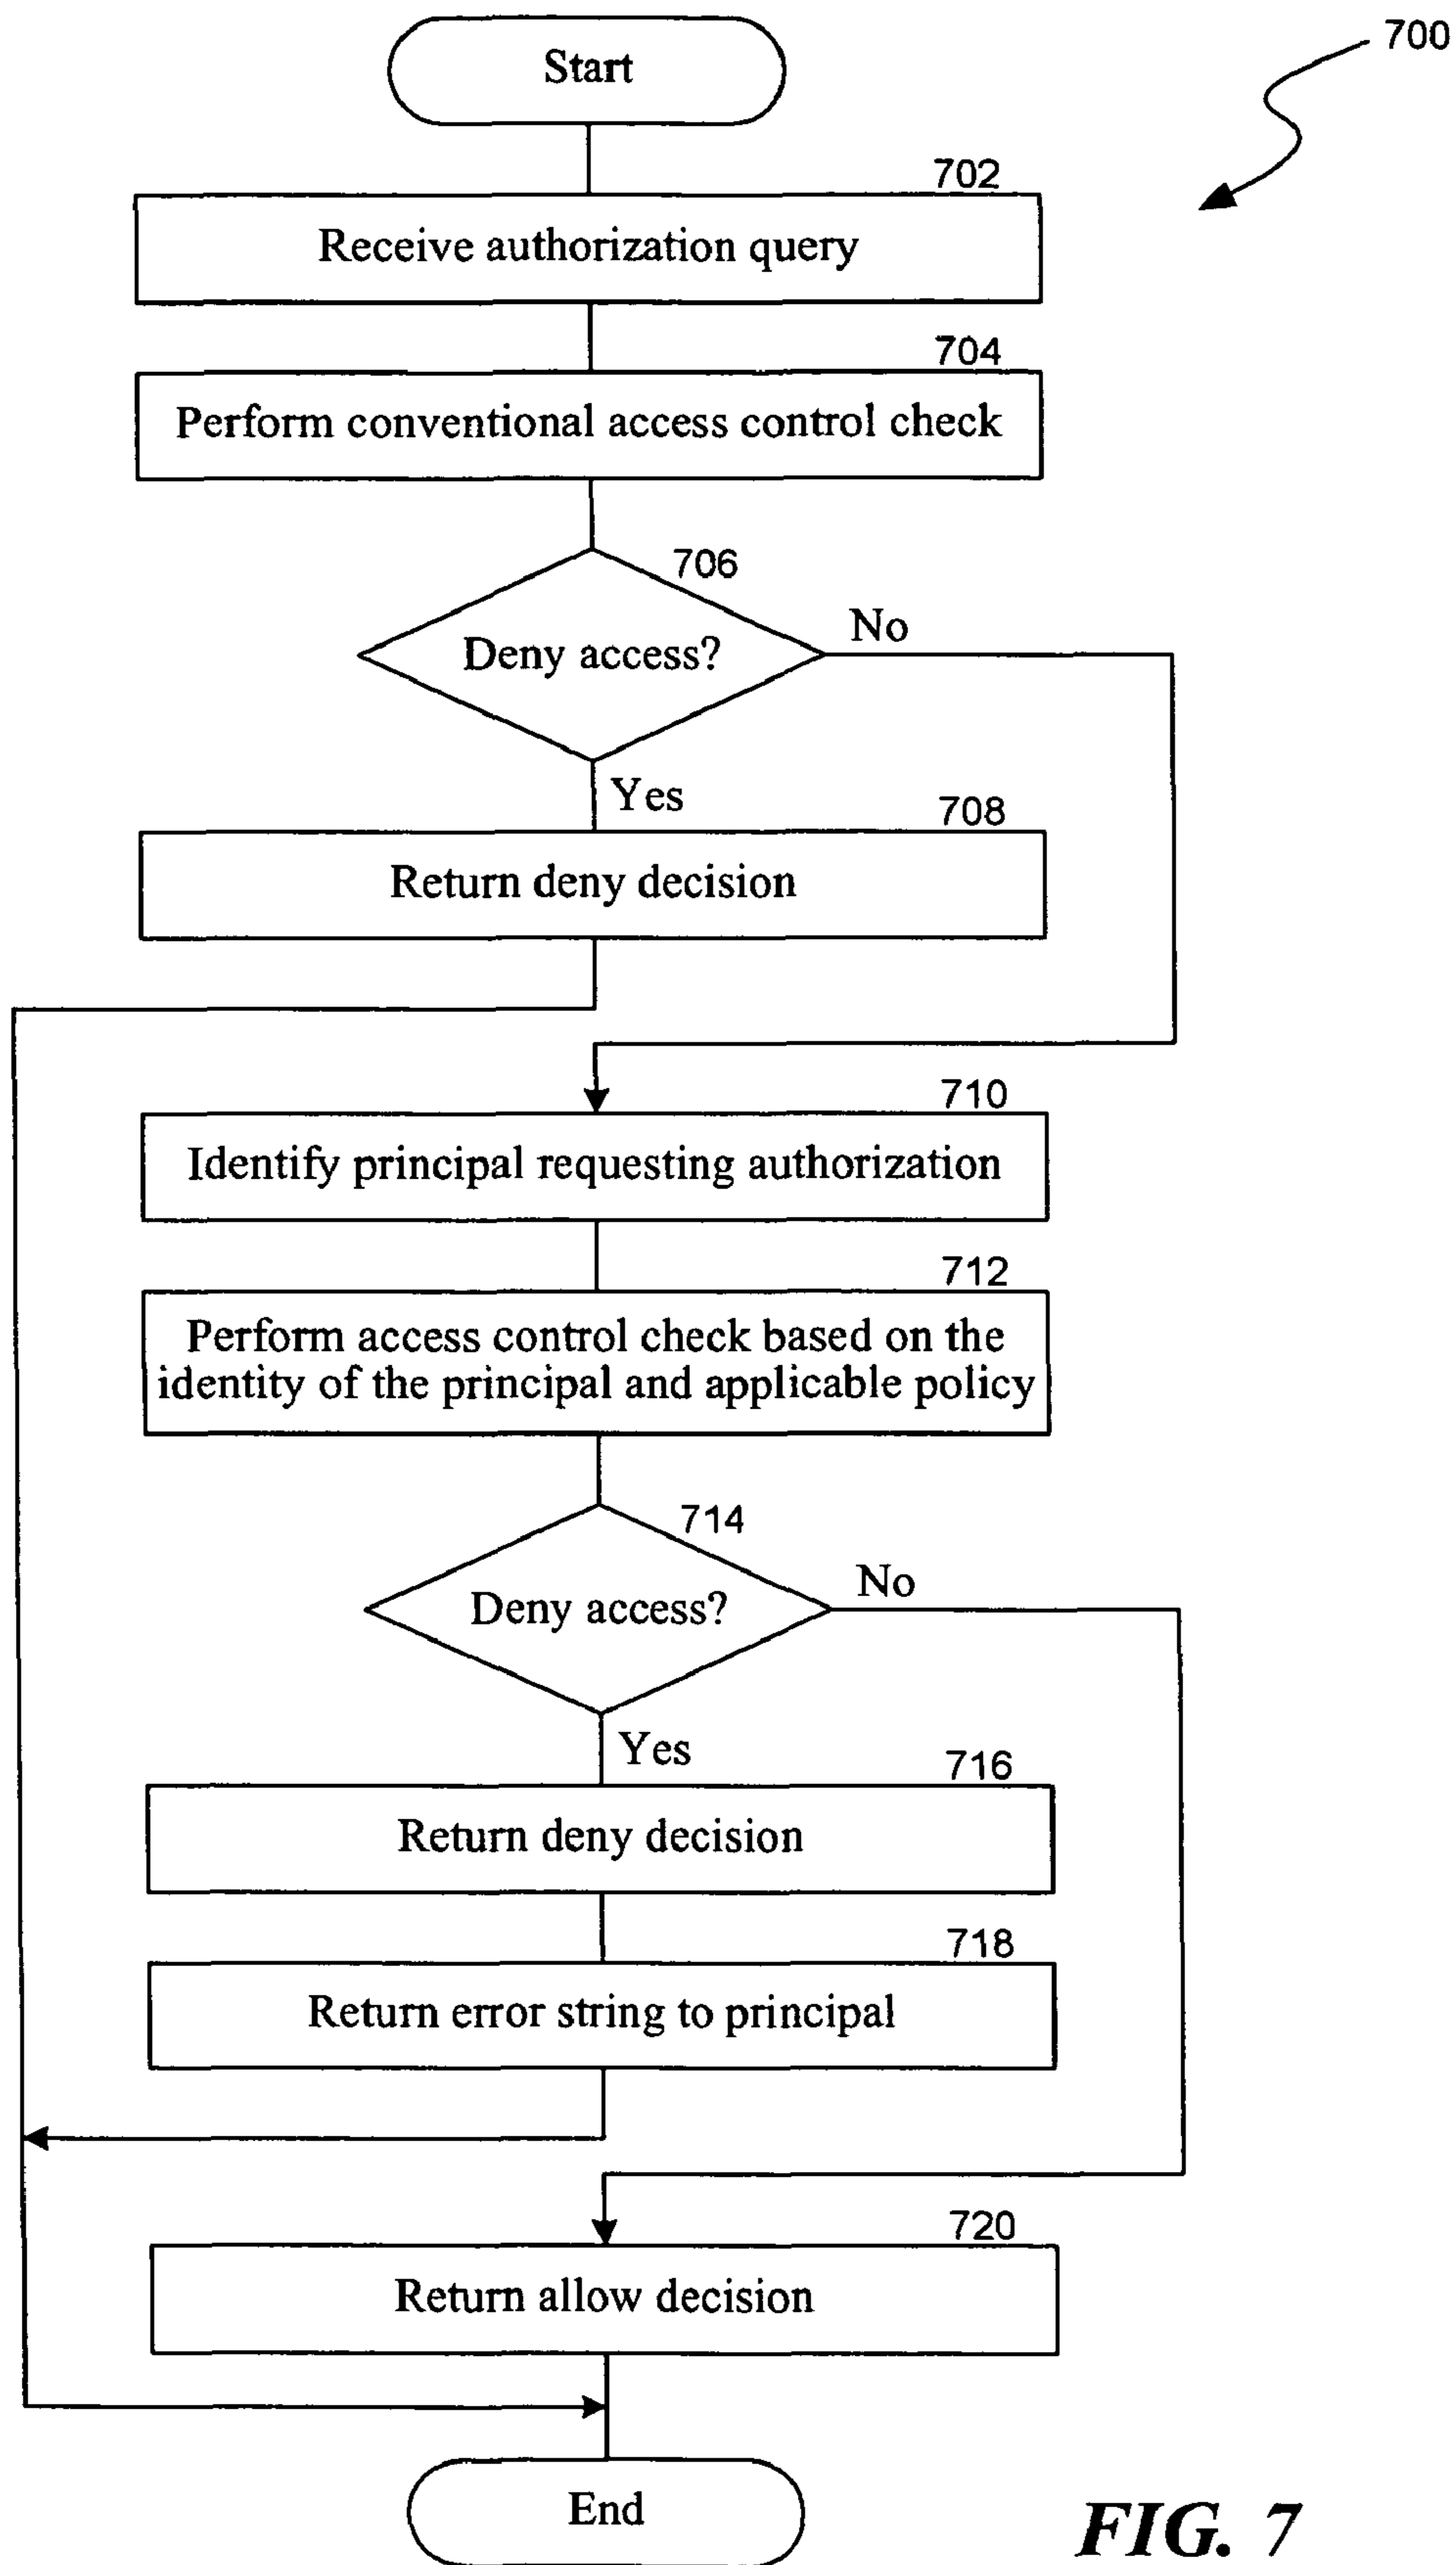 700
Start
702
Receive authorization query
704
Perform conventional access control check
706
Deny access?
No
Yes
708
Return deny decision
710
Identify principal requesting authorization
712
Perform access control check based on the
identity of the principal and applicable policy
714
Deny access?
No
Yes
716
Return deny decision
718
Return error string to principal
720
Return allow decision
End
FIG. 7